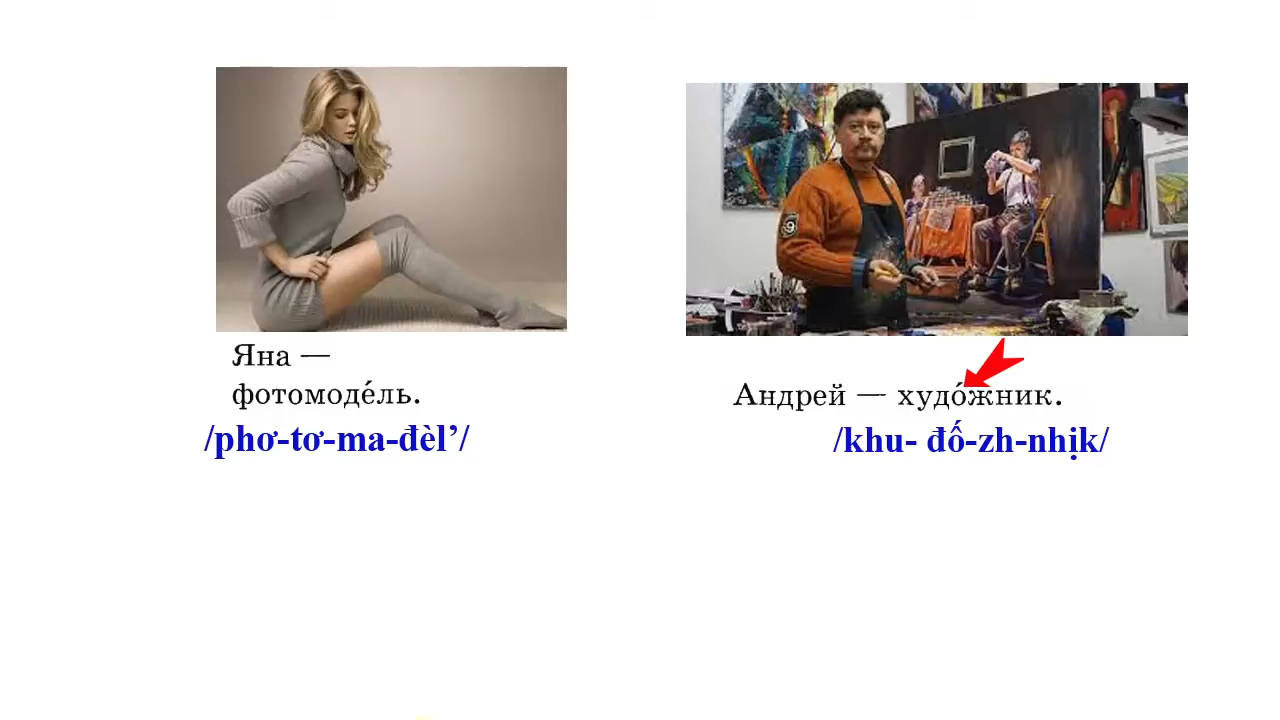 Яна —
фотомоде́ль.
/phơ-tơ-ma-đèl’/
Андрей — худо́жник.
/khu- đố-zh-nhịk/